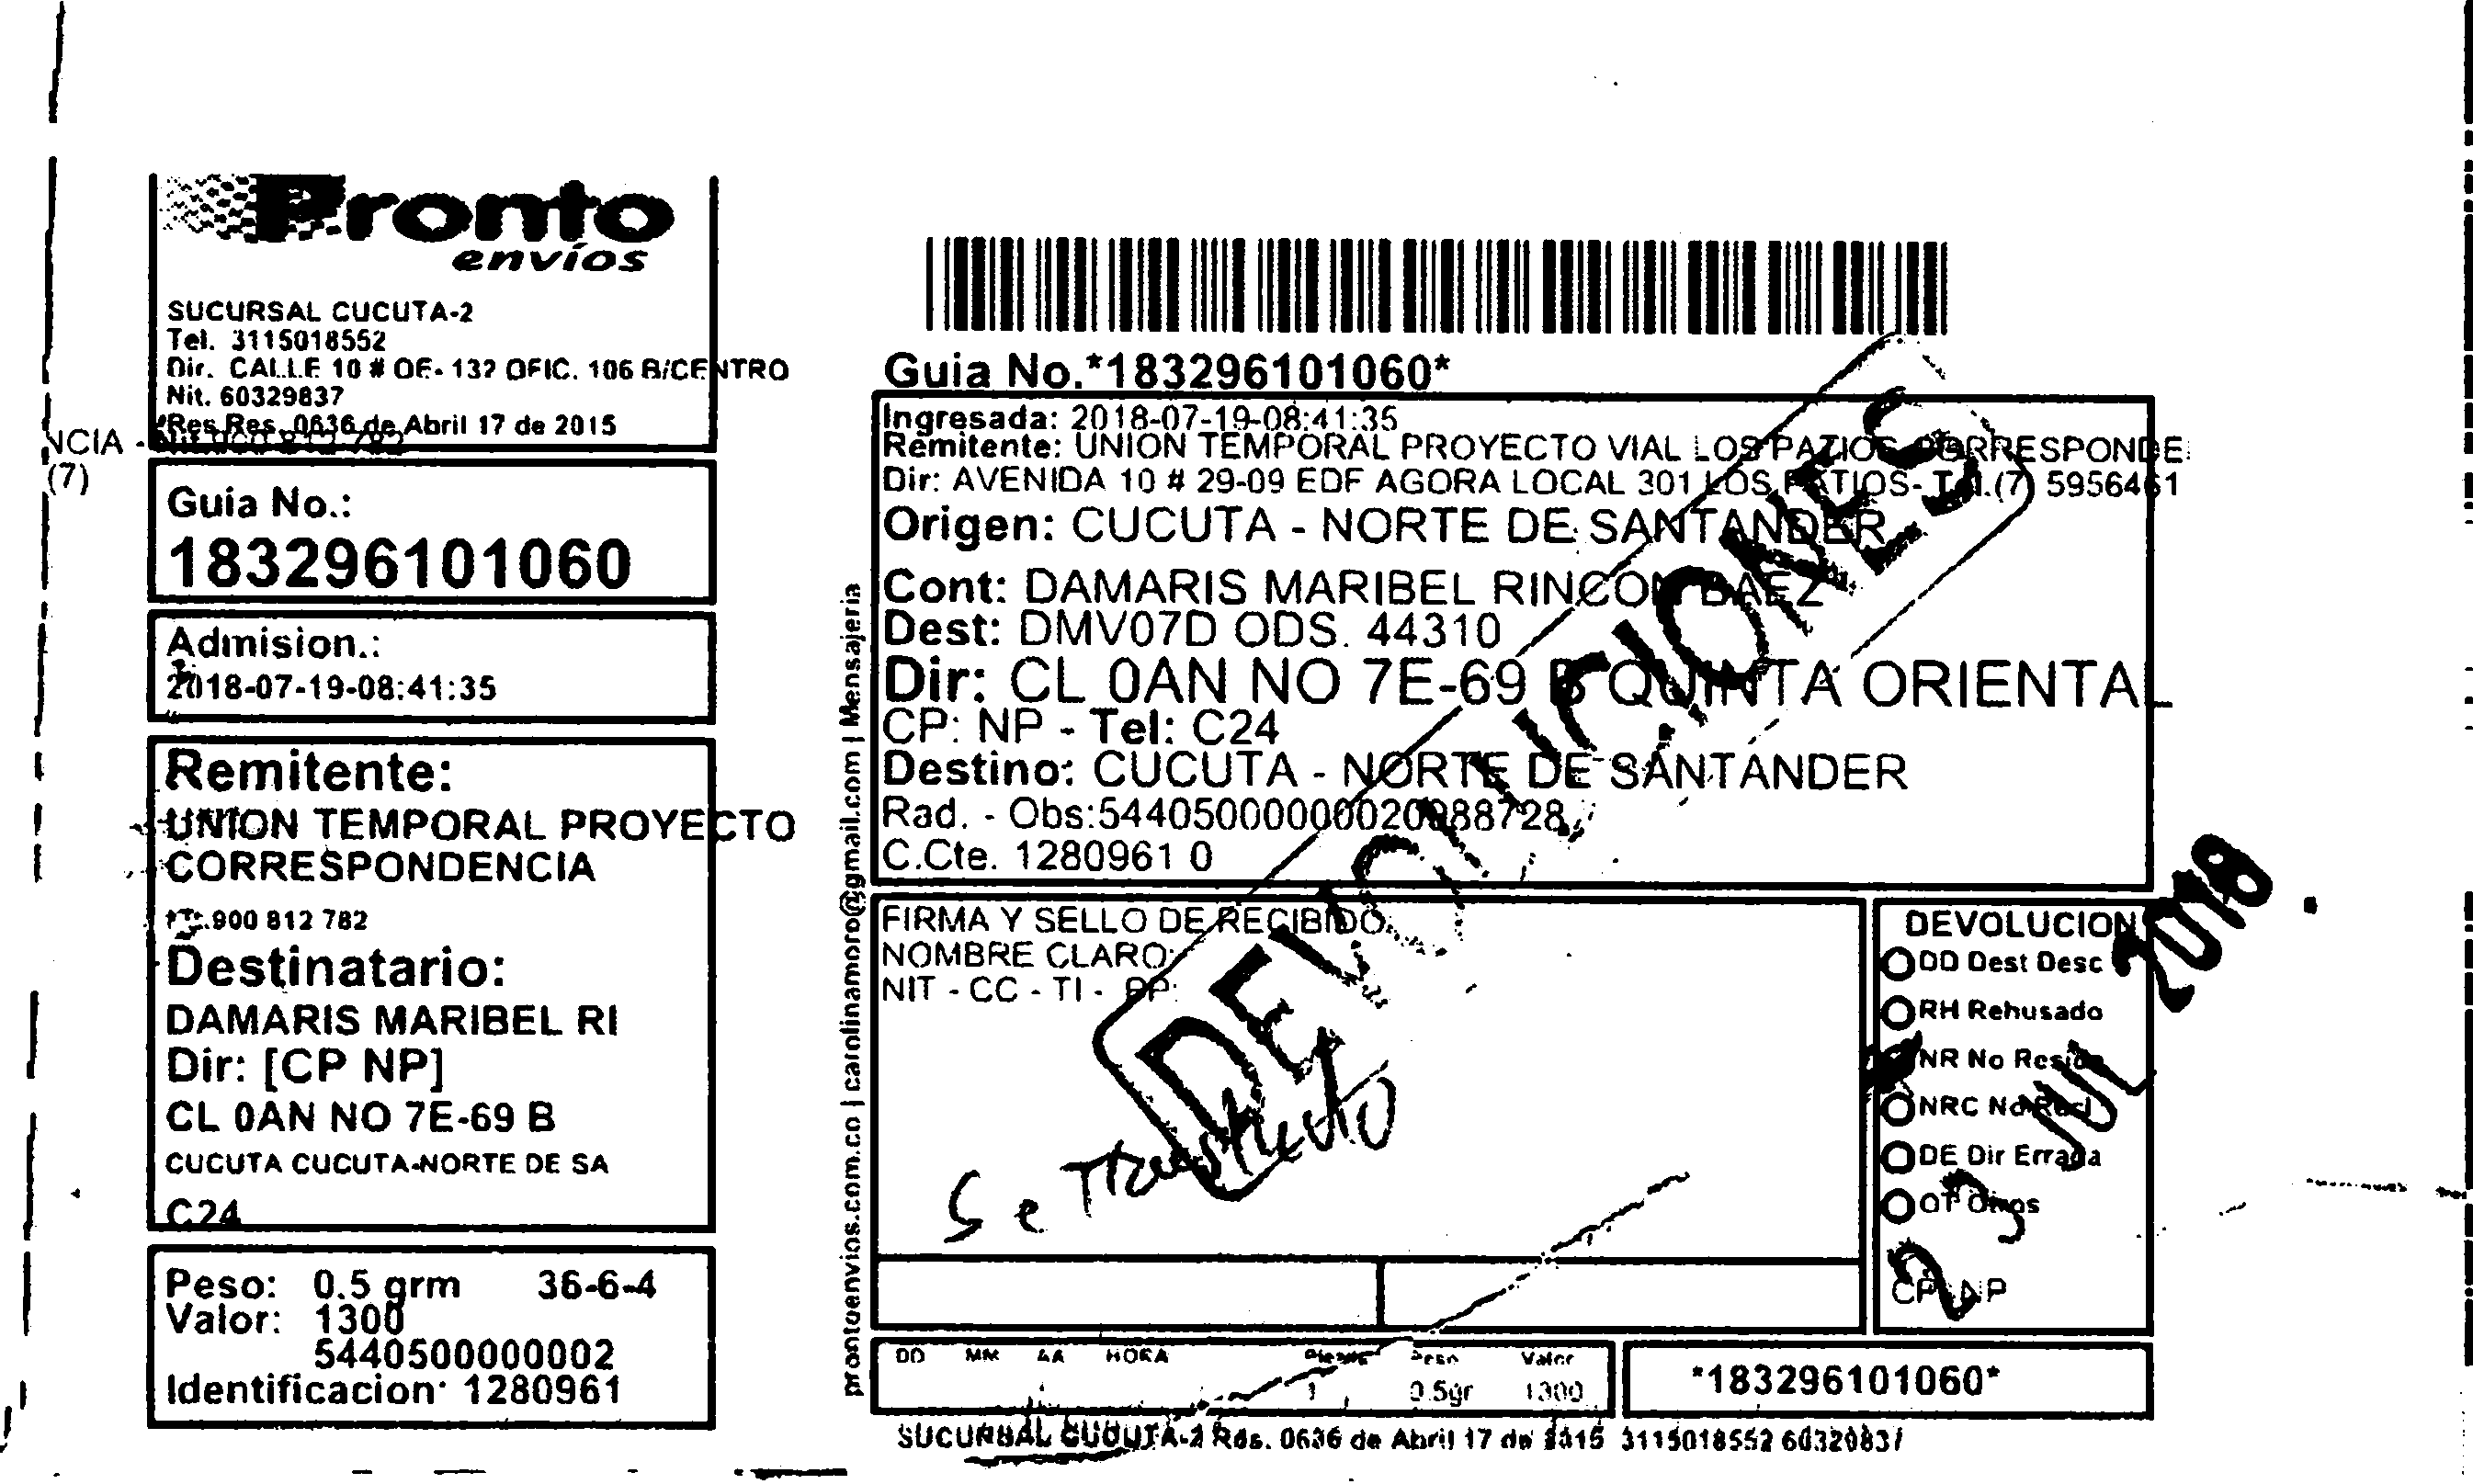 Pronto
envíos
SUCURSAL CUCUTA-2
Tel. 3115018552
Dir. CALLE 10 # OE- 132 OFIC. 106 B/CENTRO
Nit. 60329837
Res Res. 0636 de Abril 17 de 2015
NCIA -
(7)
Guia No.:
183296101060
Admision.:
2018-07-19-08:41:35
Remitente:
UNION TEMPORAL PROYECTO
CORRESPONDENCIA
900 812 782
Destinatario:
DAMARIS MARIBEL RI
Dir: [CP NP]
CL 0AN NO 7E-69 B
CUCUTA CUCUTA-NORTE DE SA
C24
Peso: 0.5 grm 36-6-4
Valor: 1300
5440500000002
Identificacion: 1280961
prontoenvios.com.co | carolinamoro@gmail.com | Mensajeria
Guia No.*183296101060*
Ingresada: 2018-07-19-08:41:35
Remitente: UNION TEMPORAL PROYECTO VIAL LOS PATIOS CORRESPONDE
Dir: AVENIDA 10 # 29-09 EDF AGORA LOCAL 301 LOS PATIOS- Tel.(7) 5956461
Origen: CUCUTA - NORTE DE SANTANDER
Cont: DAMARIS MARIBEL RINCON BAEZ
Dest: DMV07D ODS. 44310
Dir: CL 0AN NO 7E-69 B QUINTA ORIENTAL
CP: NP - Tel: C24
Destino: CUCUTA - NORTE DE SANTANDER
Rad. - Obs:544050000000020988728
C.Cte. 1280961 0
DEVOLUCIONES
FIRMA Y SELLO DE RECIBIDO
NOMBRE CLARO:
NIT - CC - TI - PP:
Se Trasteado
DEVOLUCION
DD Dest Desc
RH Rehusado
NR No Reside
NRC No Recl
DE Dir Errada
OT Otros
CP: NP
23 JUL 2018
DD MM AA HORA Piezas Peso Valor
1 0.5gr 1300
*183296101060*
SUCURSAL CUCUTA-2 Res. 0636 de Abril 17 de 2015 3115018552 60329837